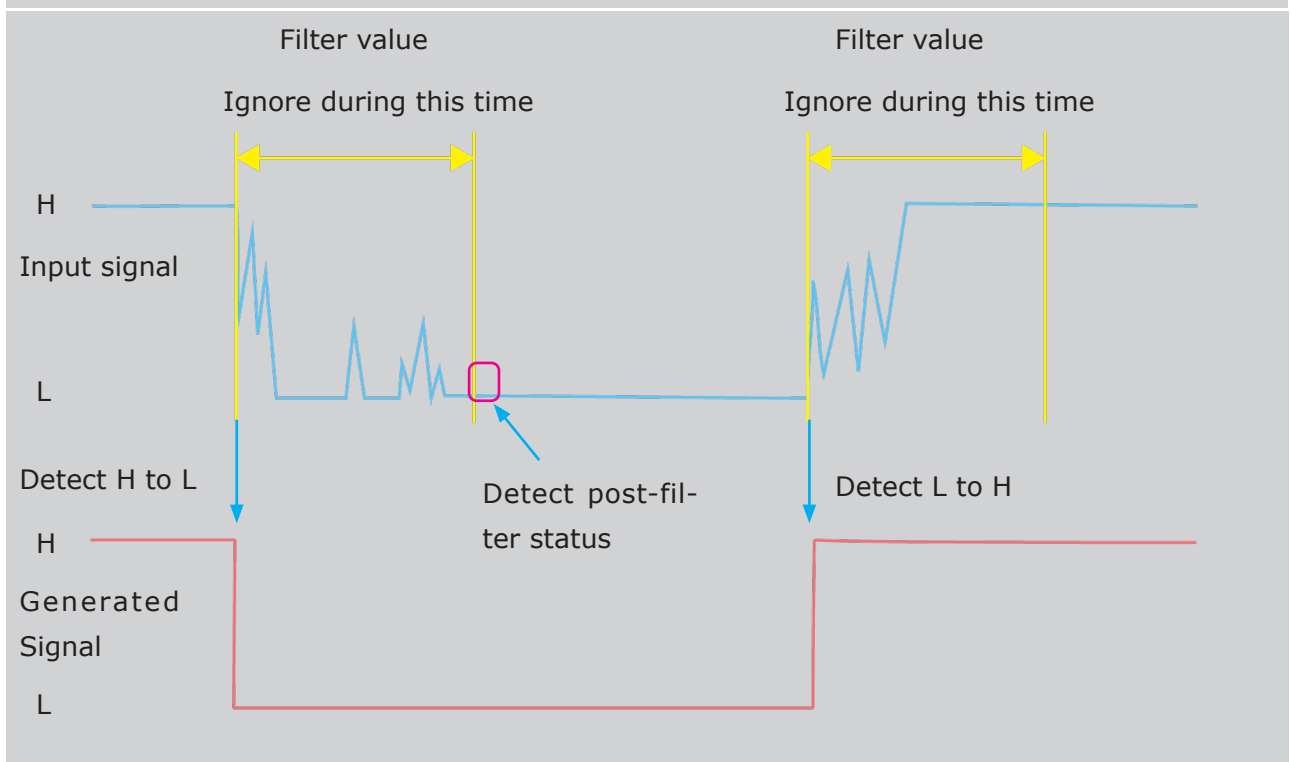 Filter value
Filter value
Ignore during this time
Ignore during this time
H
Input signal
L
Detect H to L
Detect post-fil-
ter status
Detect L to H
H
Generated
Signal
L